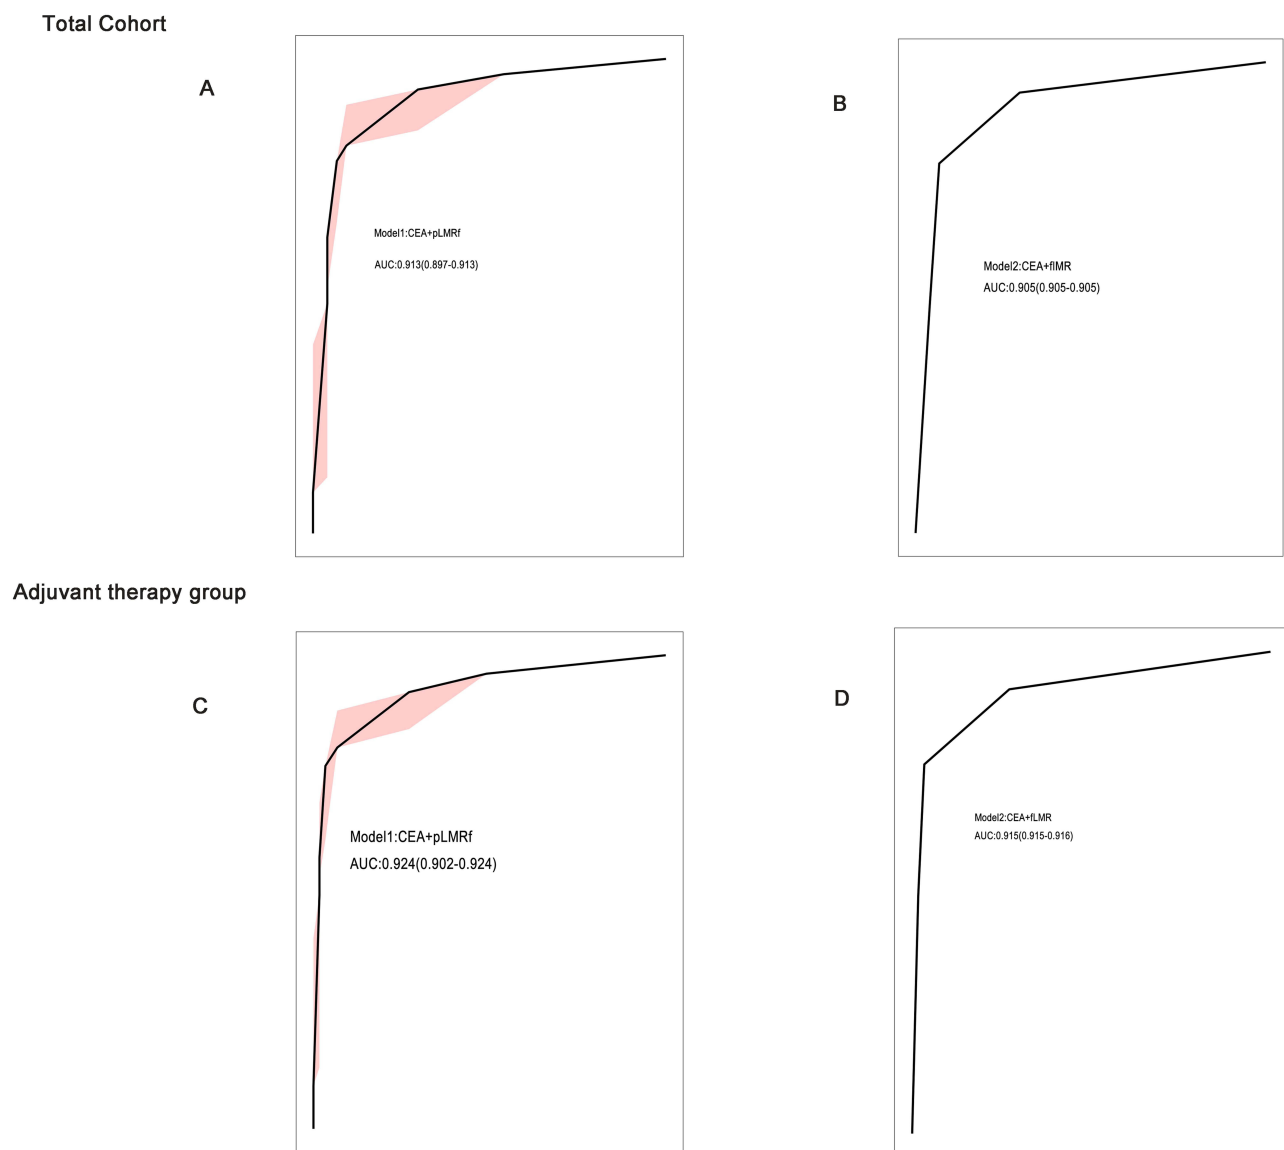 Total Cohort
A
B
Model1:CEA+pLMRf
AUC:0.913(0.897-0.913)
Model2:CEA+flMR
AUC:0.905(0.905-0.905)
Adjuvant therapy group
C
D
Model1:CEA+pLMRf
AUC:0.924(0.902-0.924)
Model2:CEA+fLMR
AUC:0.915(0.915-0.916)